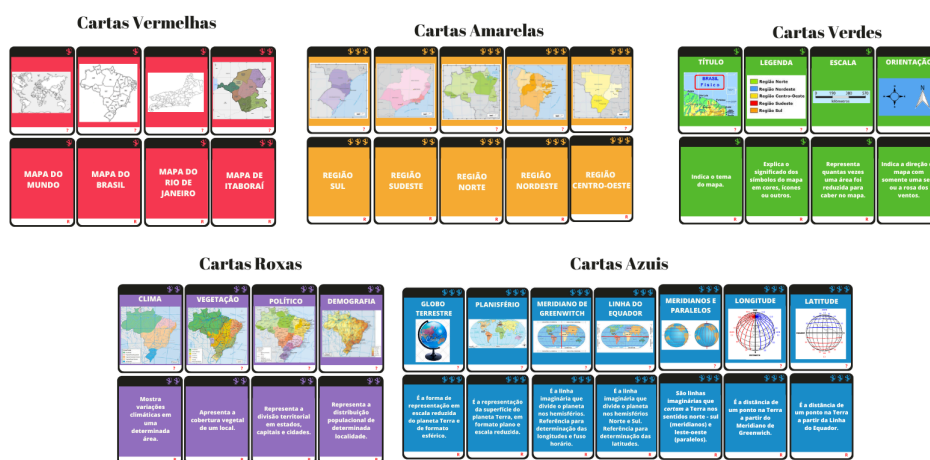 Cartas Vermelhas
Cartas Amarelas
Cartas Verdes
MAPA DO
MUNDO
MAPA DO
BRASIL
MAPA DO
RIO DE
JANEIRO
MAPA DE
ITABORAÍ
REGIÃO
SUL
REGIÃO
SUDESTE
REGIÃO
NORTE
REGIÃO
NORDESTE
REGIÃO
CENTRO-OESTE
TÍTULO
BRASIL
Físico
LEGENDA
Região Norte
Região Nordeste
Região Centro-Oeste
Região Sudeste
Região Sul
ESCALA
ORIENTAÇÃ
Indica o tema
do mapa.
Explica o
significado dos
símbolos do mapa
em cores, ícones
ou outros.
Representa
quantas vezes
uma área foi
reduzida para
caber no mapa.
Indica a direção
mapa com
somente uma se
ou a rosa dos
ventos.
Cartas Roxas
Cartas Azuis
CLIMA
VEGETAÇÃO
POLÍTICO
DEMOGRAFIA
Mostra
variações
climáticas em
uma
determinada
área.
Apresenta a
cobertura vegetal
de um local.
Representa a
divisão territorial
em estados,
capitais e cidades.
Representa a
distribuição
populacional de
determinada
localidade.
GLOBO
TERRESTRE
PLANISFÉRIO
MERIDIANO DE
GREENWITCH
LINHA DO
EQUADOR
MERIDIANOS E
PARALELOS
LONGITUDE
LATITUDE
É a forma de
representação em
escala reduzida
do planeta Terra e
de formato
esférico.
É a representação
da superfície do
planeta Terra, em
formato plano e
escala reduzida.
É a linha
imaginária que
divide o planeta
nos hemisférios.
Referência para
determinação das
longitudes e fuso
horário.
É a linha
imaginária que
divide o planeta
nos hemisférios
Norte e Sul.
Referência para
determinação das
latitudes.
São linhas
imaginárias que
cortam a Terra nos
sentidos norte - sul
(meridianos) e
leste-oeste
(paralelos).
É a distância de
um ponto na Terra
a partir do
Meridiano de
Greenwich.
É a distância de
um ponto na Terra
a partir da Linha
do Equador.